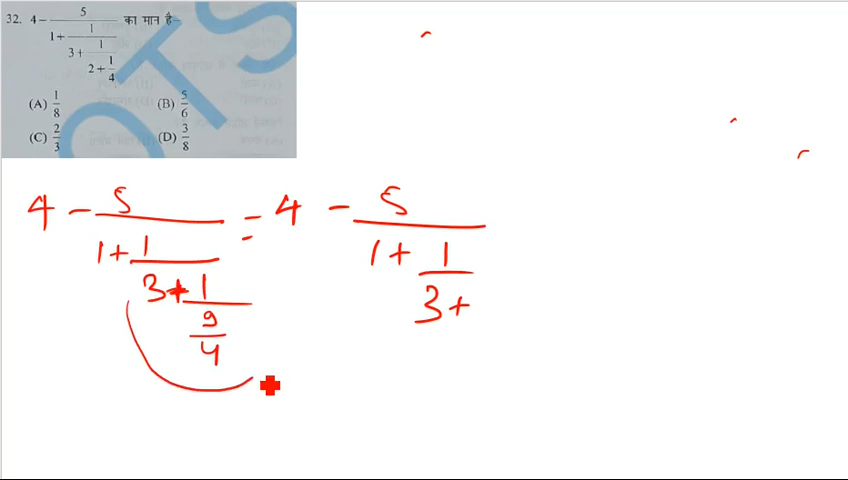 32. 4 - 5 का मान है-
1 + 1
3 + 1
2 + 1
4
(A) 1/8 (B) 5/6
(C) 2/3 (D) 3/8
OTS
4 - 5 = 4 - 5
1 + 1 1 + 1
3 + 1 3 +
9
4